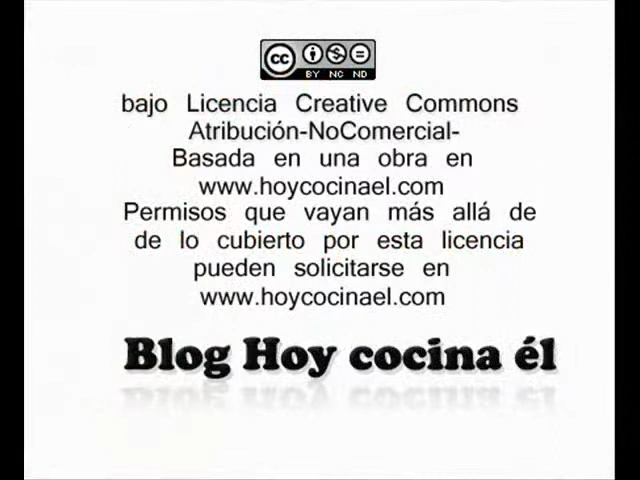 cc BY NC ND
bajo Licencia Creative Commons
Atribución-NoComercial-
Basada en una obra en
www.hoycocinael.com
Permisos que vayan más allá de
de lo cubierto por esta licencia
pueden solicitarse en
www.hoycocinael.com
Blog Hoy cocina él